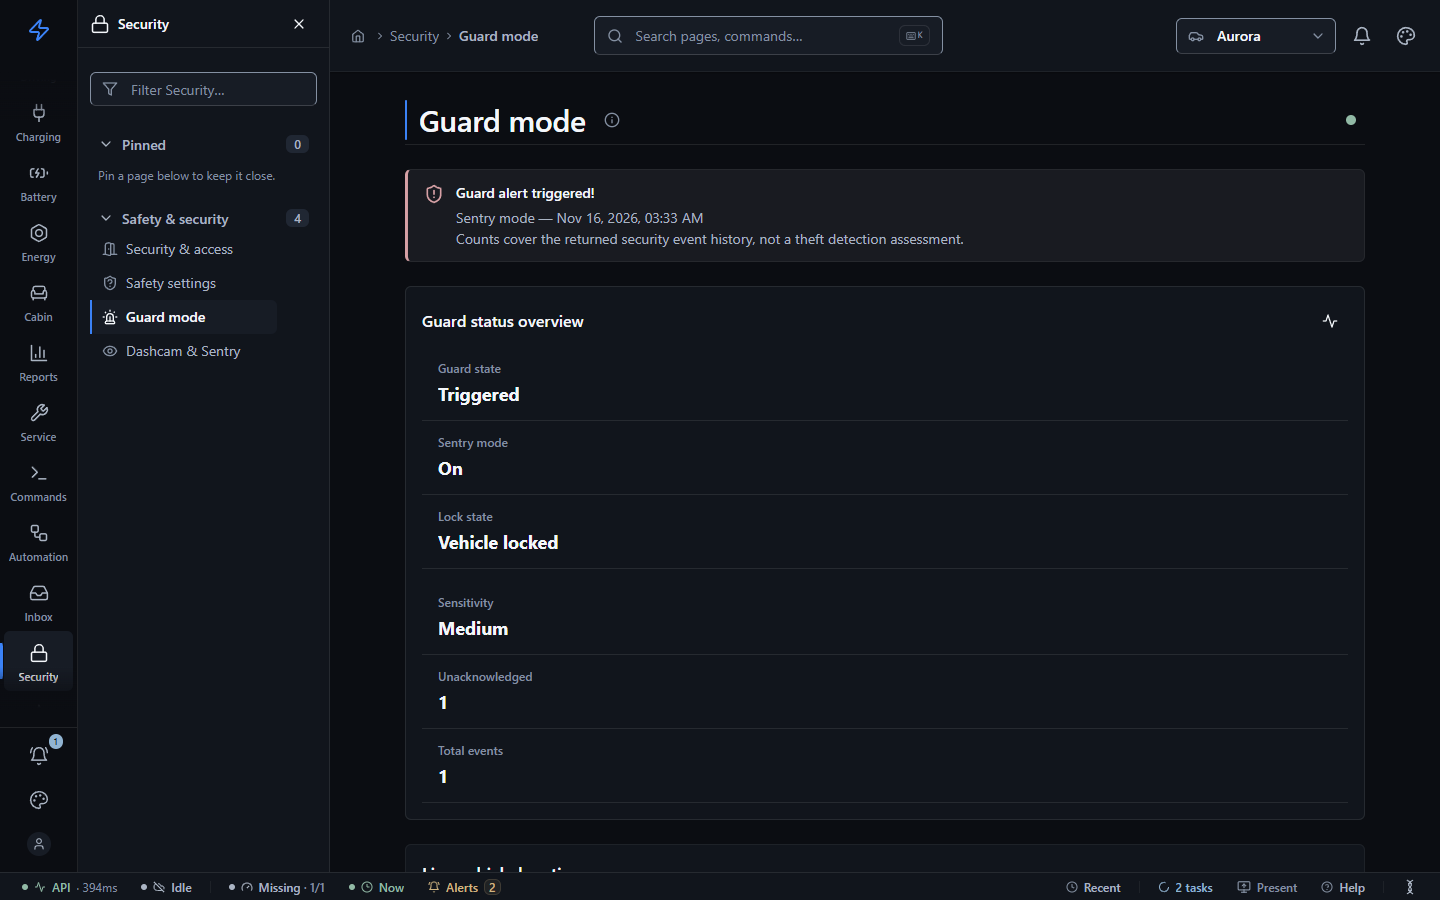 Security
Filter Security...
Pinned
0
Pin a page below to keep it close.
Safety & security
4
Security & access
Safety settings
Guard mode
Dashcam & Sentry
Charging
Battery
Energy
Cabin
Reports
Service
Commands
Automation
Inbox
Security
1
Security
Guard mode
Search pages, commands...
K
Aurora
Guard mode
Guard alert triggered!
Sentry mode — Nov 16, 2026, 03:33 AM
Counts cover the returned security event history, not a theft detection assessment.
Guard status overview
Guard state
Triggered
Sentry mode
On
Lock state
Vehicle locked
Sensitivity
Medium
Unacknowledged
1
Total events
1
API · 394ms
Idle
Missing · 1/1
Now
Alerts 2
Recent
2 tasks
Present
Help